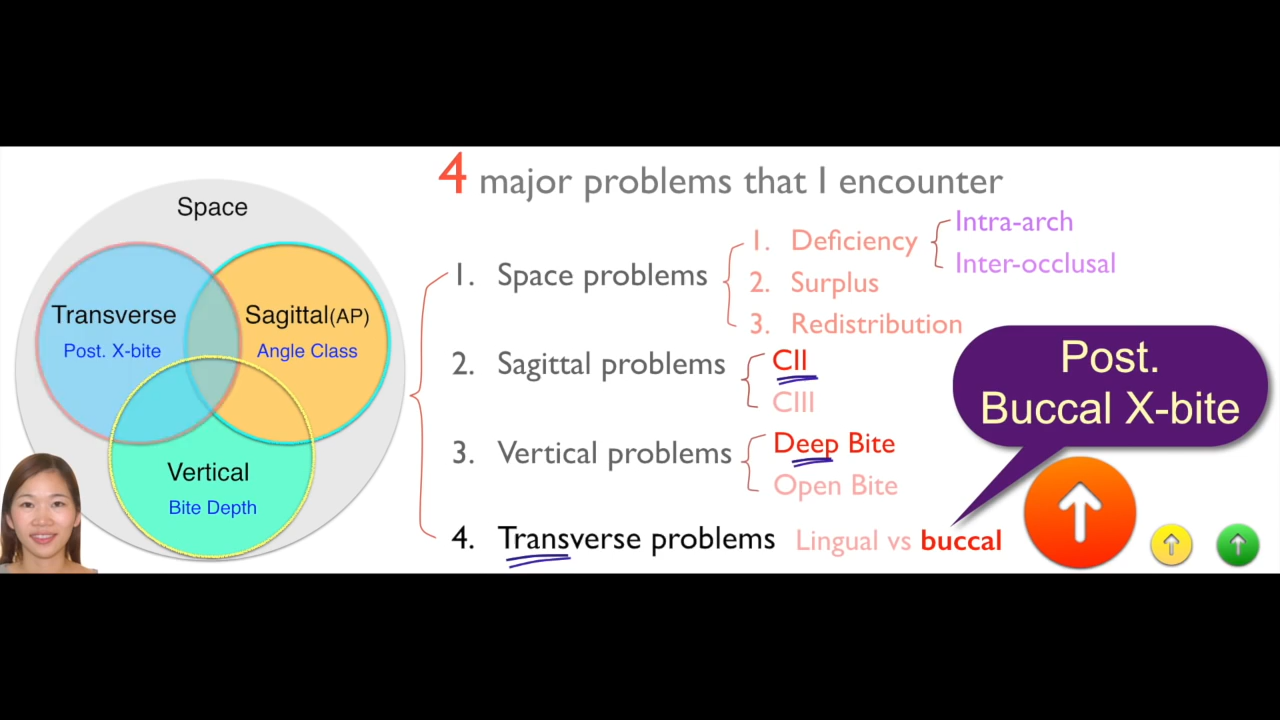 4 major problems that I encounter
Space
Transverse
Post. X-bite
Sagittal(AP)
Angle Class
Vertical
Bite Depth
1. Space problems
1. Deficiency
Intra-arch
Inter-occlusal
2. Surplus
3. Redistribution
2. Sagittal problems
CII
CIII
3. Vertical problems
Deep Bite
Open Bite
4. Transverse problems
Lingual vs buccal
Post.
Buccal X-bite